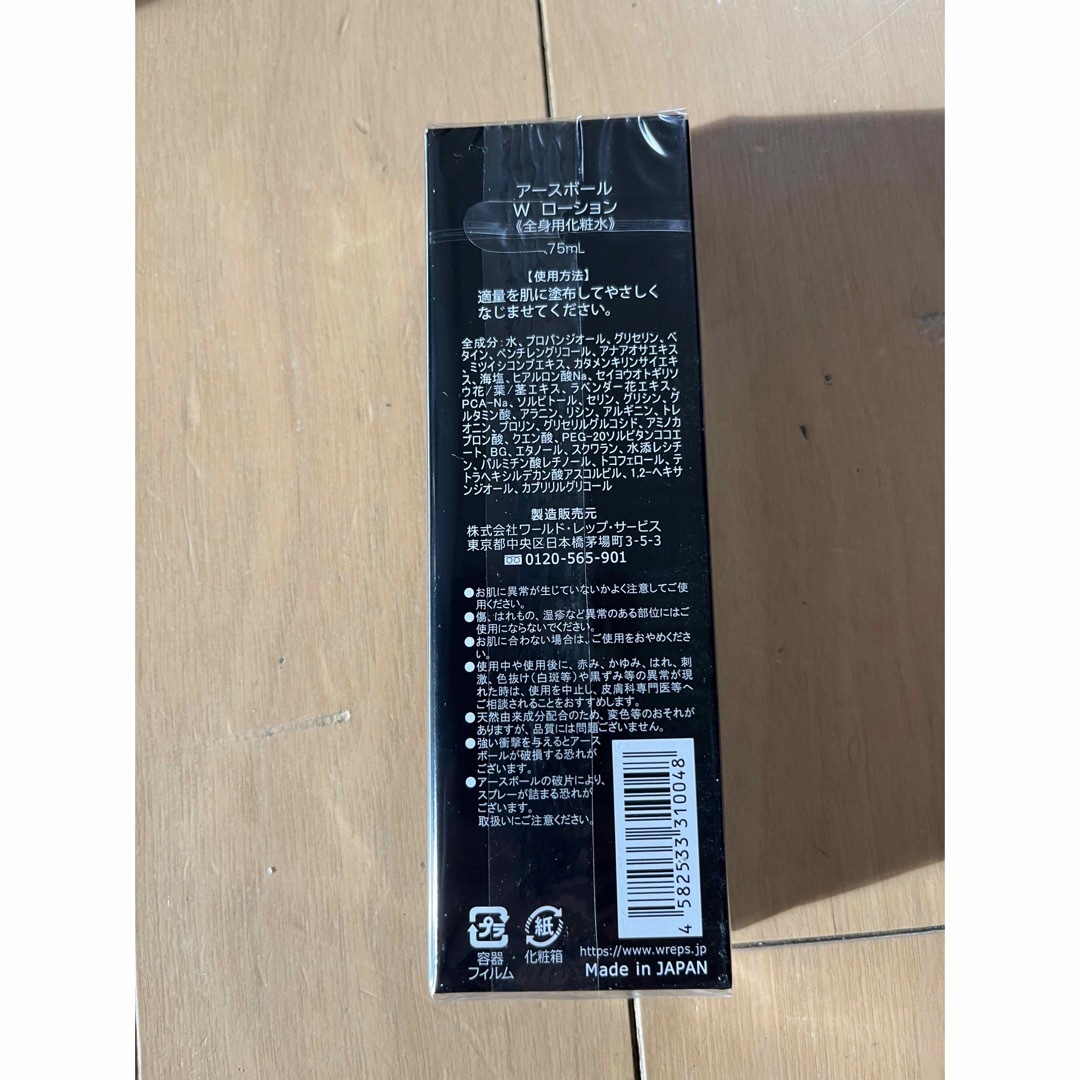 アースボール
W ローション
《全身用化粧水》
75mL
【使用方法】
適量を肌に塗布してやさしく
なじませてください。
全成分：水、プロパンジオール、グリセリン、ベ
タイン、ペンチレングリコール、アナアオサエキス
、ミツイシコンブエキス、カタメンキリンサイエキ
ス、海塩、ヒアルロン酸Na、セイヨウオトギリソ
ウ花/葉/茎エキス、ラベンダー花エキス、
PCA-Na、ソルビトール、セリン、グリシン、グ
ルタミン酸、アラニン、リシン、アルギニン、トレ
オニン、プロリン、グリセリルグルコシド、アミノカ
プロン酸、クエン酸、PEG-20ソルビタンココエ
ート、BG、エタノール、スクワラン、水添レシチ
ン、パルミチン酸レチノール、トコフェロール、テ
トラヘキシルデカン酸アスコルビル、1,2-ヘキサ
ンジオール、カプリリルグリコール
製造販売元
株式会社ワールド・レップ・サービス
東京都中央区日本橋茅場町3-5-3
0120-565-901
●お肌に異常が生じていないかよく注意してご使
用ください。
●傷、はれもの、湿疹など異常のある部位にはご
使用にならないでください。
●お肌に合わない場合は、ご使用をおやめくださ
い。
●使用中や使用後に、赤み、かゆみ、はれ、刺
激、色抜け(白斑等)や黒ずみ等の異常が現
れた時は、使用を中止し、皮膚科専門医等へ
ご相談されることをおすすめします。
●天然由来成分配合のため、変色等のおそれが
ありますが、品質には問題ございません。
●強い衝撃を与えるとアース
ボールが破損する恐れが
ございます。
●アースボールの破片により、
スプレーが詰まる恐れが
ございます。
取扱いにご注意ください。
4 582533 310048
プラ
容器
フィルム
紙
化粧箱
https://www.wreps.jp
Made in JAPAN